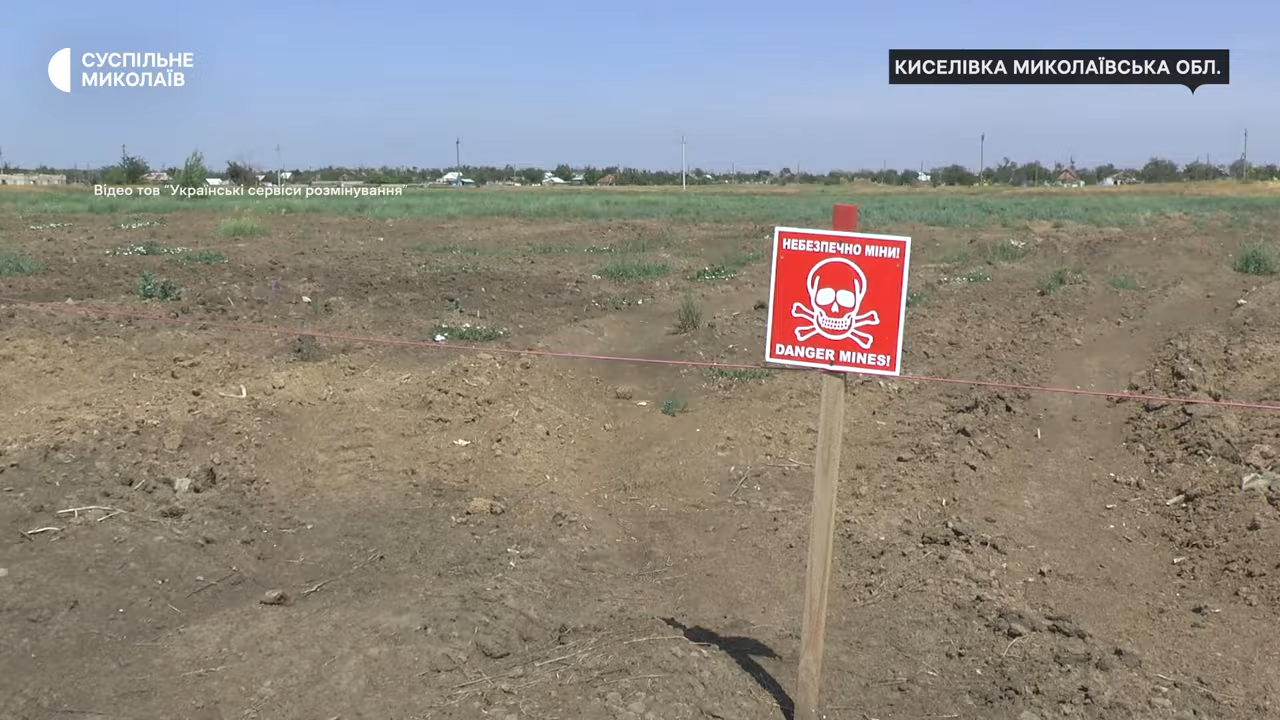 СУСПІЛЬНЕ
МИКОЛАЇВ
КИСЕЛІВКА МИКОЛАЇВСЬКА ОБЛ.
Відео тов "Українські сервіси розмінування"
НЕБЕЗПЕЧНО МІНИ!
DANGER MINES!